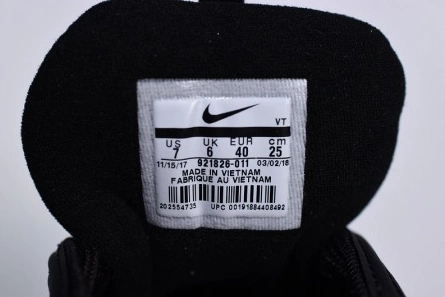 VT
US UK EUR cm
7 6 40 25
11/15/17 921826-011 03/02/18
MADE IN VIETNAM
FABRIQUE AU VIETNAM
202554735 UPC 00191884408492